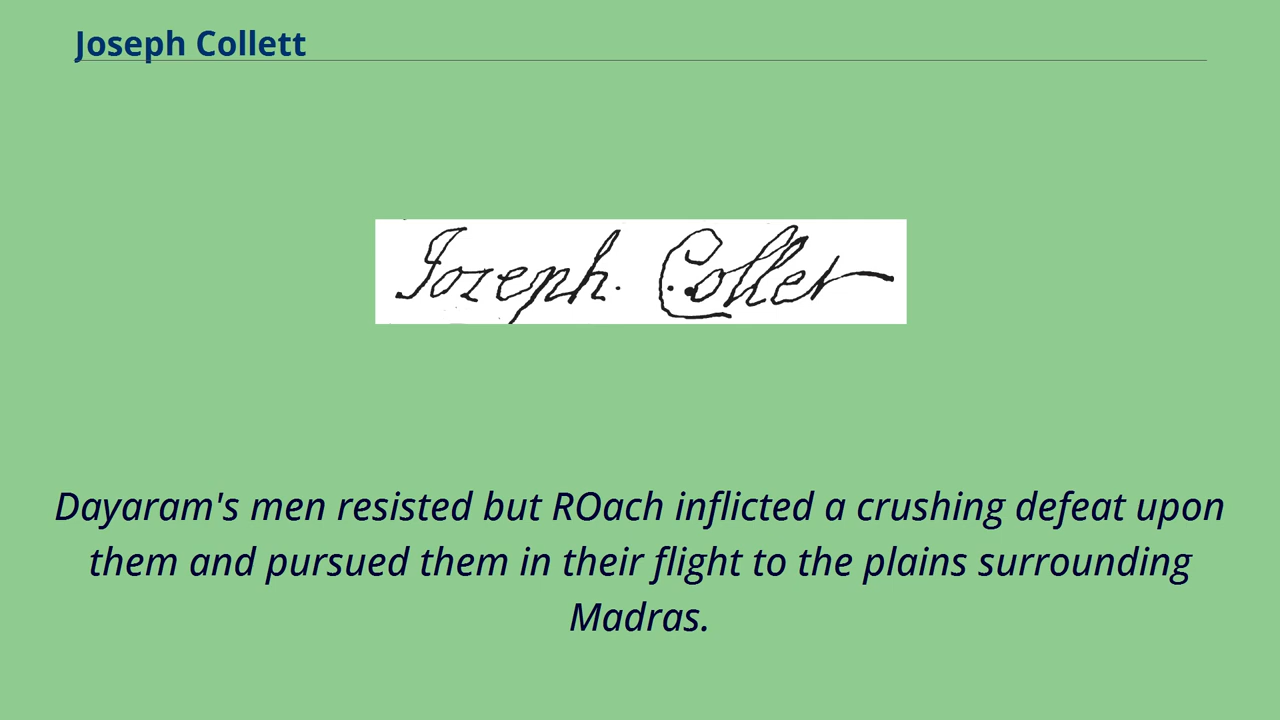 Joseph Collett
Joseph. Collet
Dayaram's men resisted but ROach inflicted a crushing defeat upon
them and pursued them in their flight to the plains surrounding
Madras.